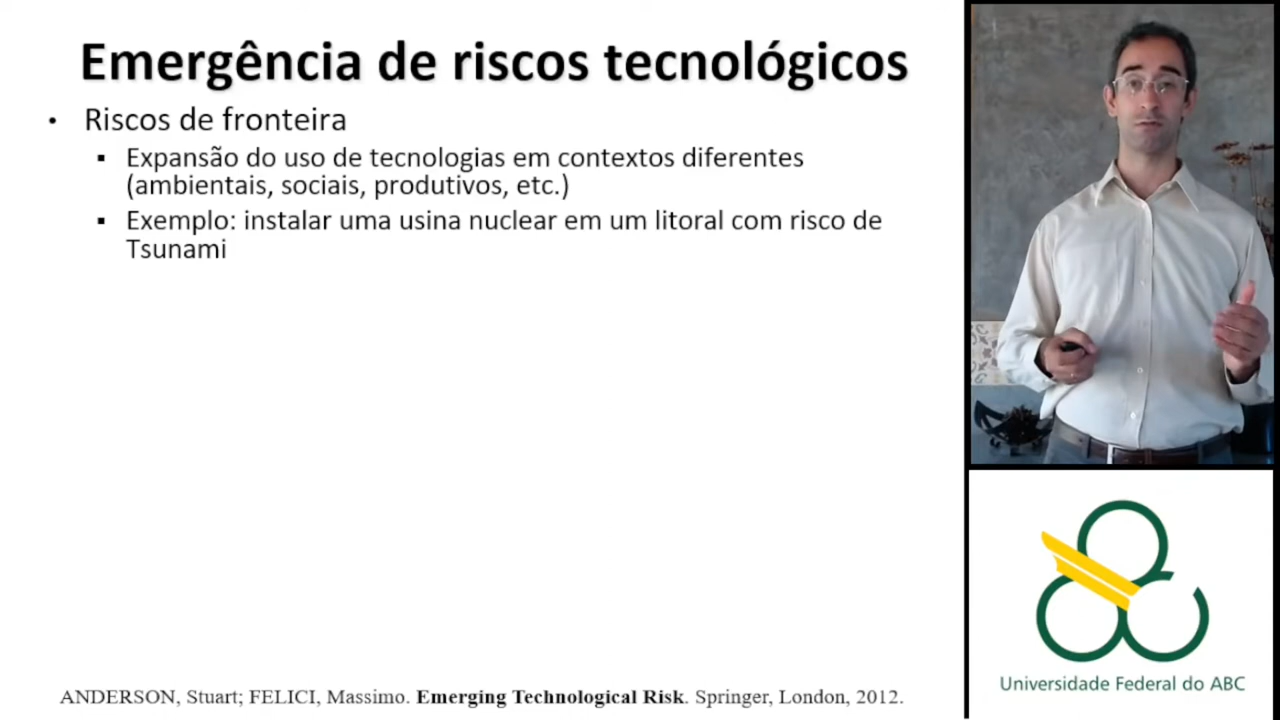 Emergência de riscos tecnológicos
• Riscos de fronteira
▪ Expansão do uso de tecnologias em contextos diferentes
(ambientais, sociais, produtivos, etc.)
▪ Exemplo: instalar uma usina nuclear em um litoral com risco de
Tsunami
ANDERSON, Stuart; FELICI, Massimo. Emerging Technological Risk. Springer, London, 2012.
Universidade Federal do ABC